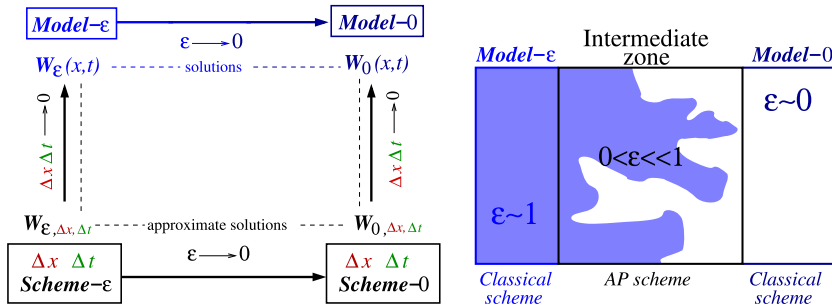 Model-ε
ε → 0
Model-0
Wε(x,t)
solutions
W0(x,t)
Δx Δt → 0
Δx Δt → 0
Wε,Δx,Δt
approximate solutions
W0,Δx,Δt
Δx Δt
Scheme-ε
ε → 0
Δx Δt
Scheme-0
Model-ε
Intermediate
zone
Model-0
ε~0
0<ε<<1
ε~1
Classical
scheme
AP scheme
Classical
scheme